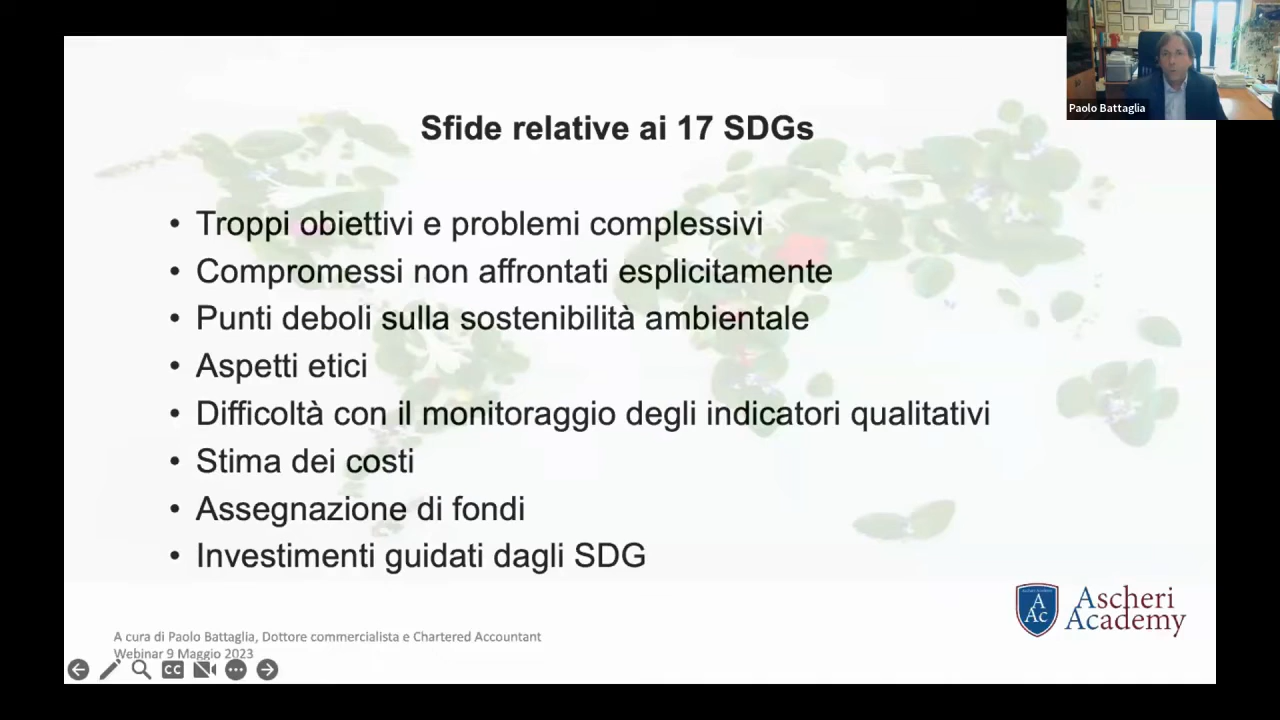 Paolo Battaglia
Sfide relative ai 17 SDGs
• Troppi obiettivi e problemi complessivi
• Compromessi non affrontati esplicitamente
• Punti deboli sulla sostenibilità ambientale
• Aspetti etici
• Difficoltà con il monitoraggio degli indicatori qualitativi
• Stima dei costi
• Assegnazione di fondi
• Investimenti guidati dagli SDG
A
Ac
Ascheri
Academy
A cura di Paolo Battaglia, Dottore commercialista e Chartered Accountant
Webinar 9 Maggio 2023
CC